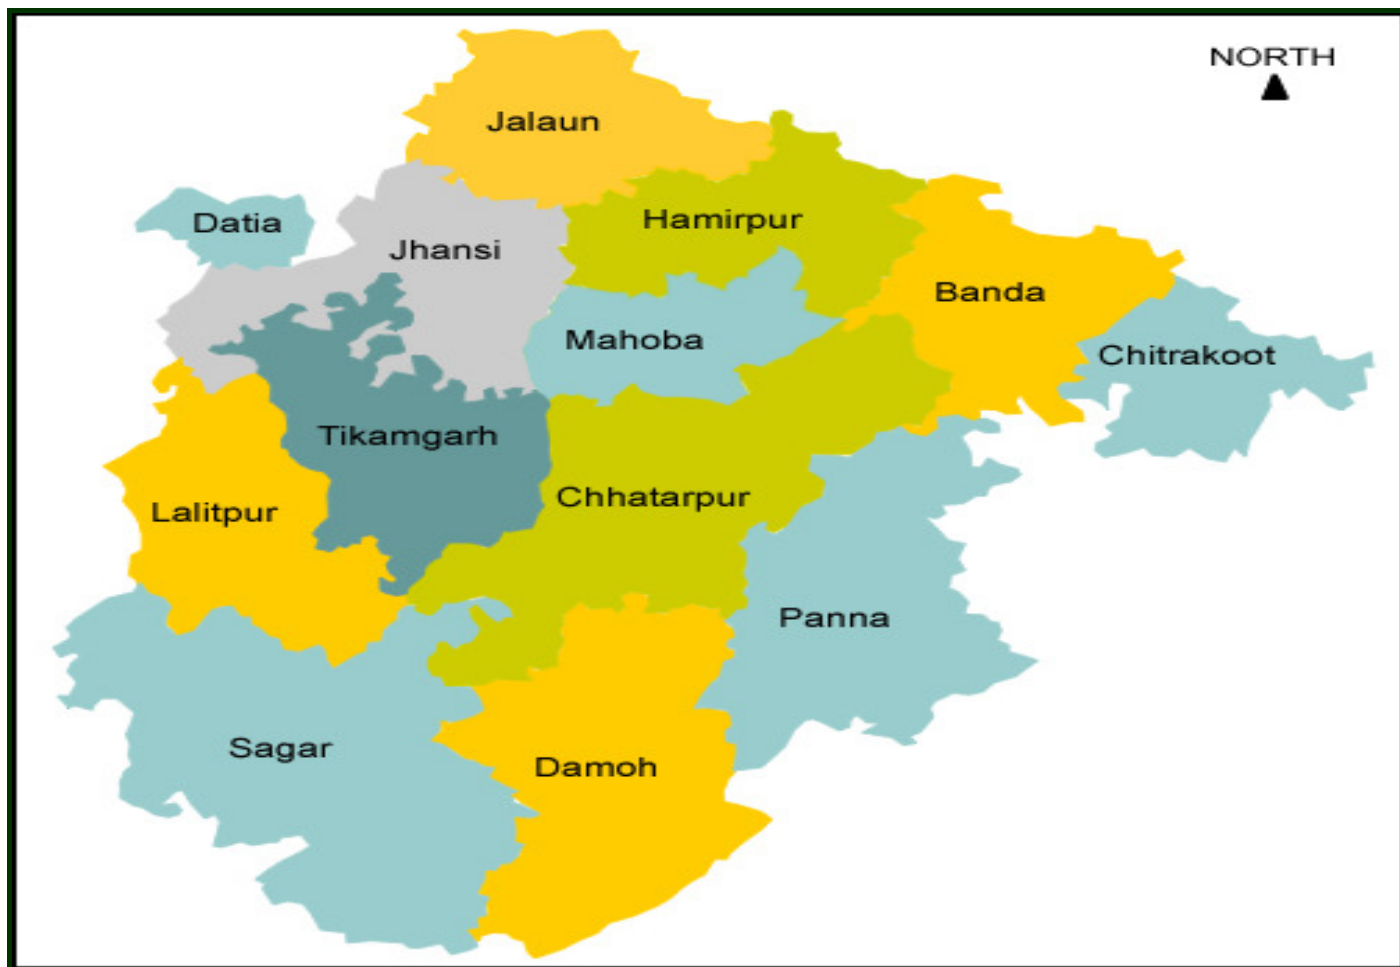 NORTH
Jalaun
Hamirpur
Datia
Jhansi
Banda
Mahoba
Chitrakoot
Tikamgarh
Chhatarpur
Lalitpur
Panna
Sagar
Damoh